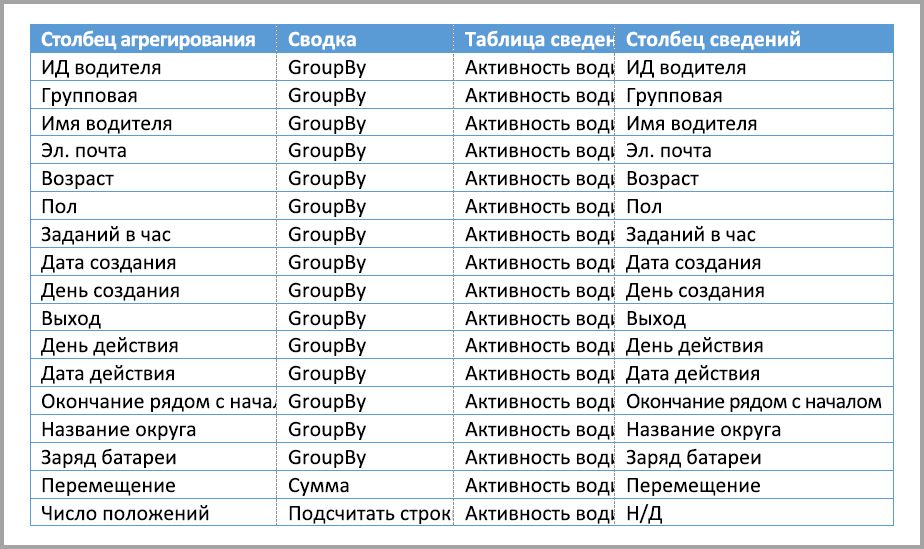 Столбец агрегирования Сводка Таблица сведен Столбец сведений
ИД водителя GroupBy Активность води ИД водителя
Групповая GroupBy Активность води Групповая
Имя водителя GroupBy Активность води Имя водителя
Эл. почта GroupBy Активность води Эл. почта
Возраст GroupBy Активность води Возраст
Пол GroupBy Активность води Пол
Заданий в час GroupBy Активность води Заданий в час
Дата создания GroupBy Активность води Дата создания
День создания GroupBy Активность води День создания
Выход GroupBy Активность води Выход
День действия GroupBy Активность води День действия
Дата действия GroupBy Активность води Дата действия
Окончание рядом с нача GroupBy Активность води Окончание рядом с началом
Название округа GroupBy Активность води Название округа
Заряд батареи GroupBy Активность води Заряд батареи
Перемещение Сумма Активность води Перемещение
Число положений Подсчитать строк Активность води Н/Д